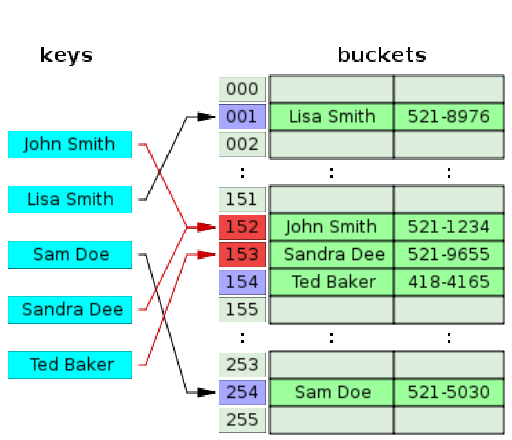 keys
buckets
John Smith
Lisa Smith
Sam Doe
Sandra Dee
Ted Baker
000
001 Lisa Smith 521-8976
002
: : :
151
152 John Smith 521-1234
153 Sandra Dee 521-9655
154 Ted Baker 418-4165
155
: : :
253
254 Sam Doe 521-5030
255